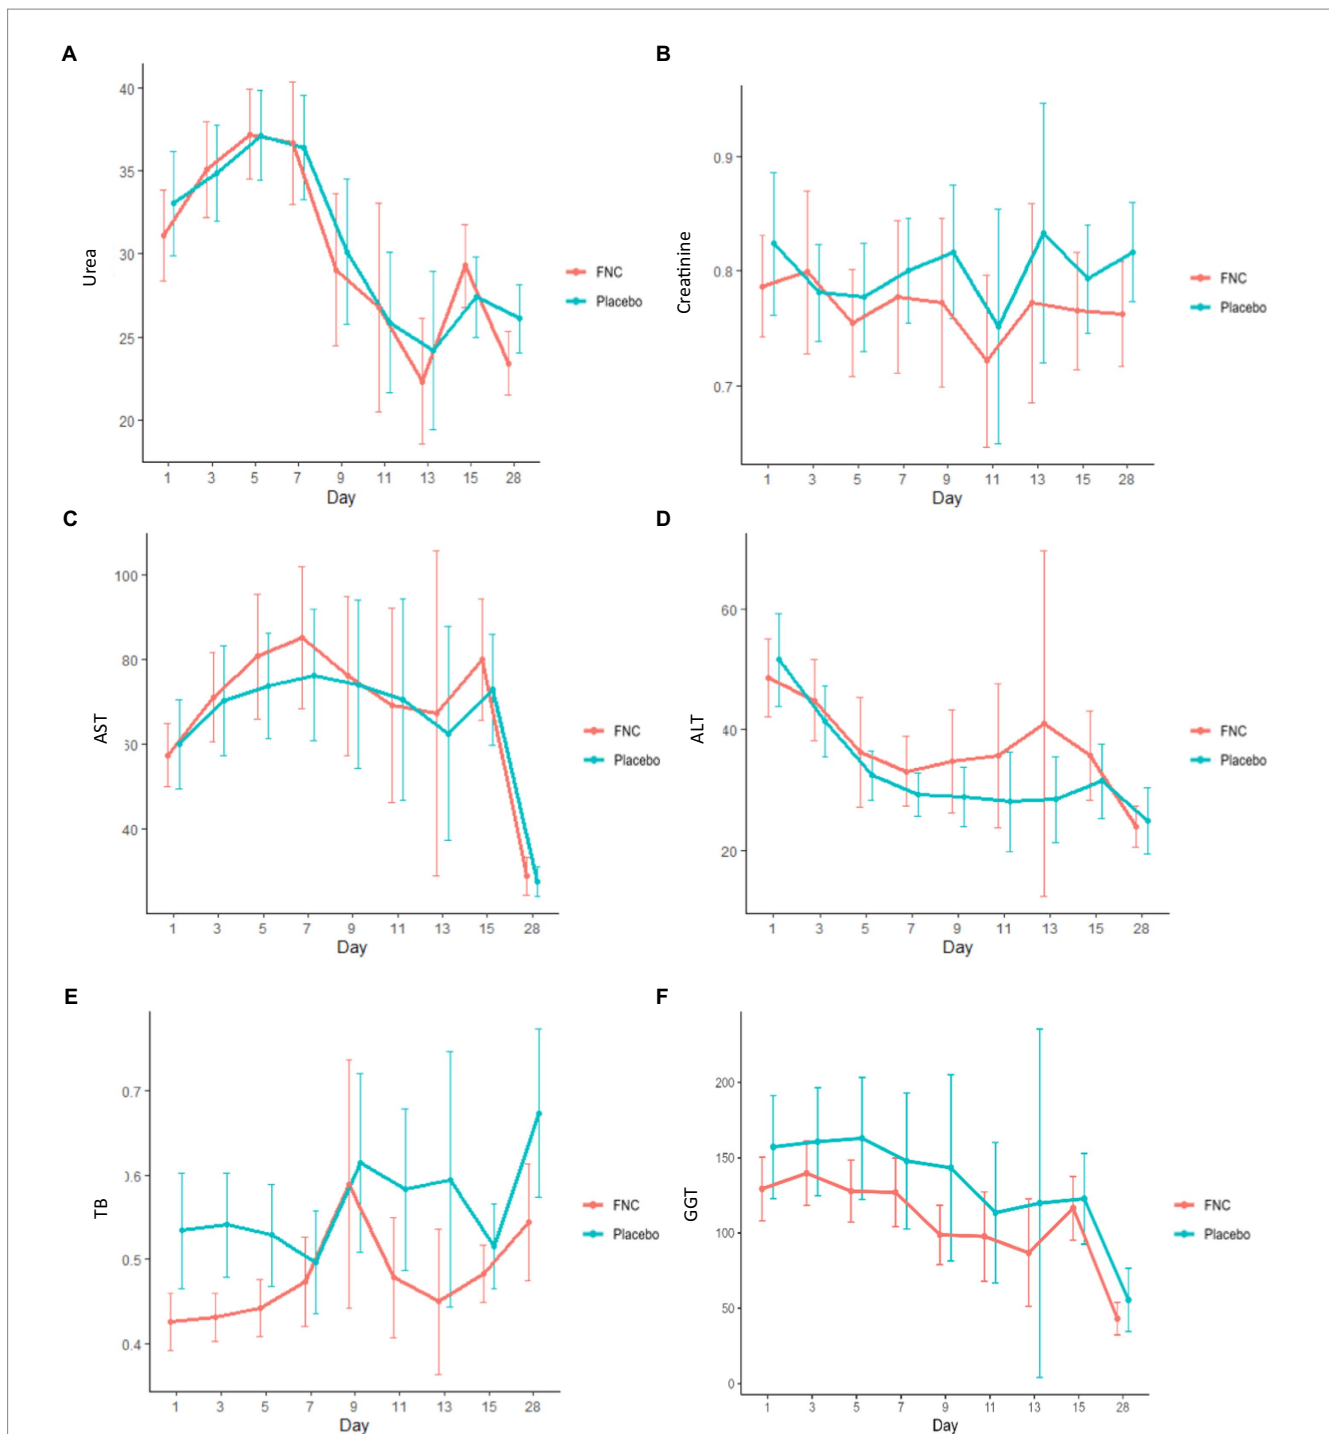 A
40
35
30
25
20
Urea
1 3 5 7 9 11 13 15 28
Day
FNC
Placebo
B
0.9
0.8
0.7
Creatinine
1 3 5 7 9 11 13 15 28
Day
FNC
Placebo
C
100
80
50
40
AST
1 3 5 7 9 11 13 15 28
Day
FNC
Placebo
D
60
40
20
ALT
1 3 5 7 9 11 13 15 28
Day
FNC
Placebo
E
0.7
0.6
0.5
0.4
TB
1 3 5 7 9 11 13 15 28
Day
FNC
Placebo
F
200
150
100
50
0
GGT
1 3 5 7 9 11 13 15 28
Day
FNC
Placebo